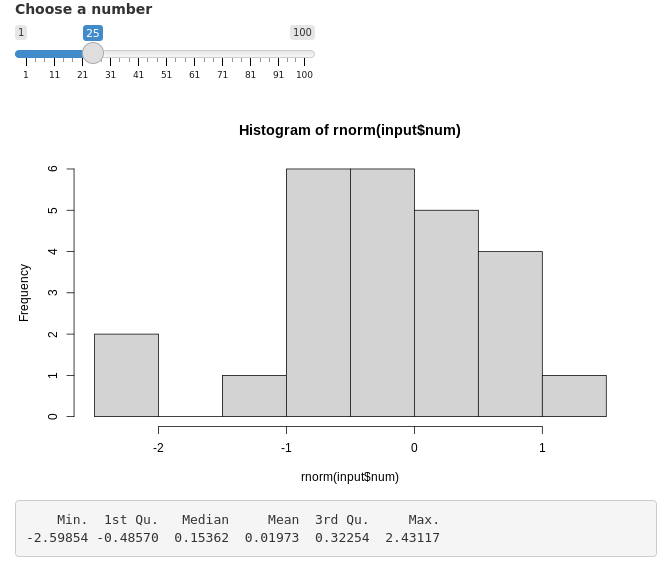 Choose a number
1 25 100
1 11 21 31 41 51 61 71 81 91 100
Histogram of rnorm(input$num)
Frequency
6
5
4
3
2
1
0
-2 -1 0 1
rnorm(input$num)
Min. 1st Qu. Median Mean 3rd Qu. Max.
-2.59854 -0.48570 0.15362 0.01973 0.32254 2.43117